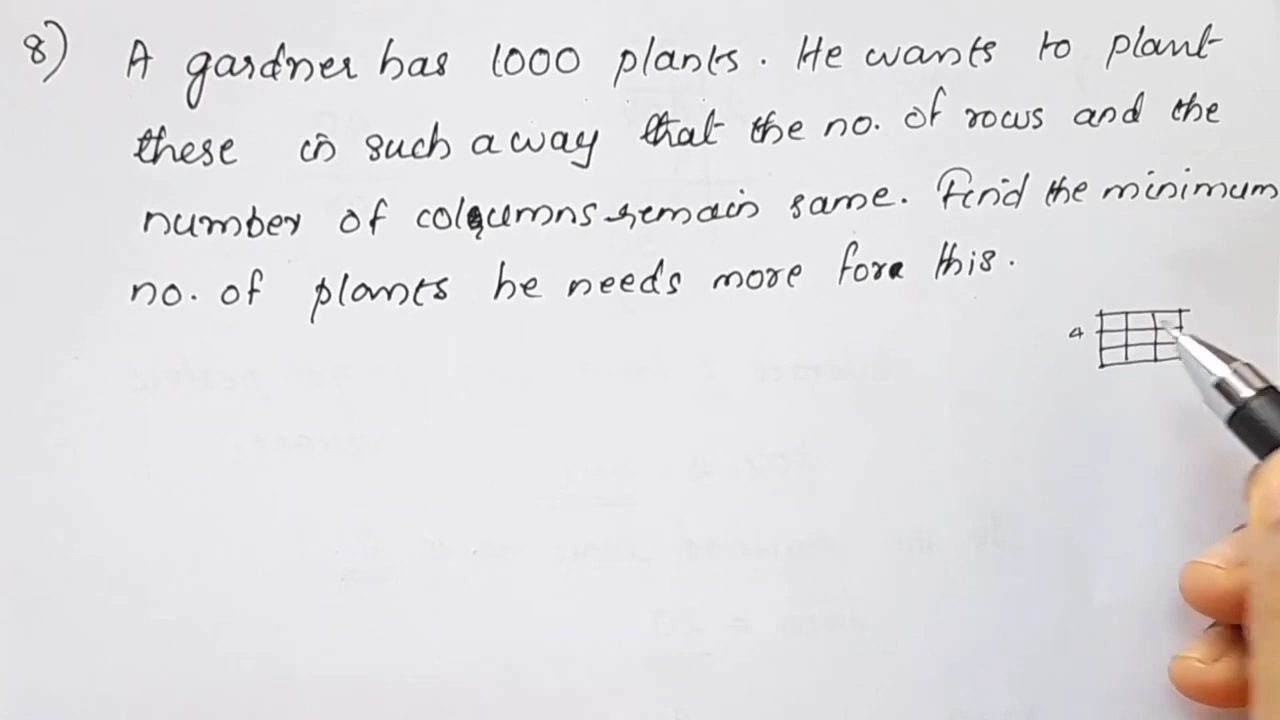 8) A gardner has 1000 plants. He wants to plant
these in such a way that the no. of rows and the
number of columns remain same. Find the minimum
no. of plants he needs more for this.
4